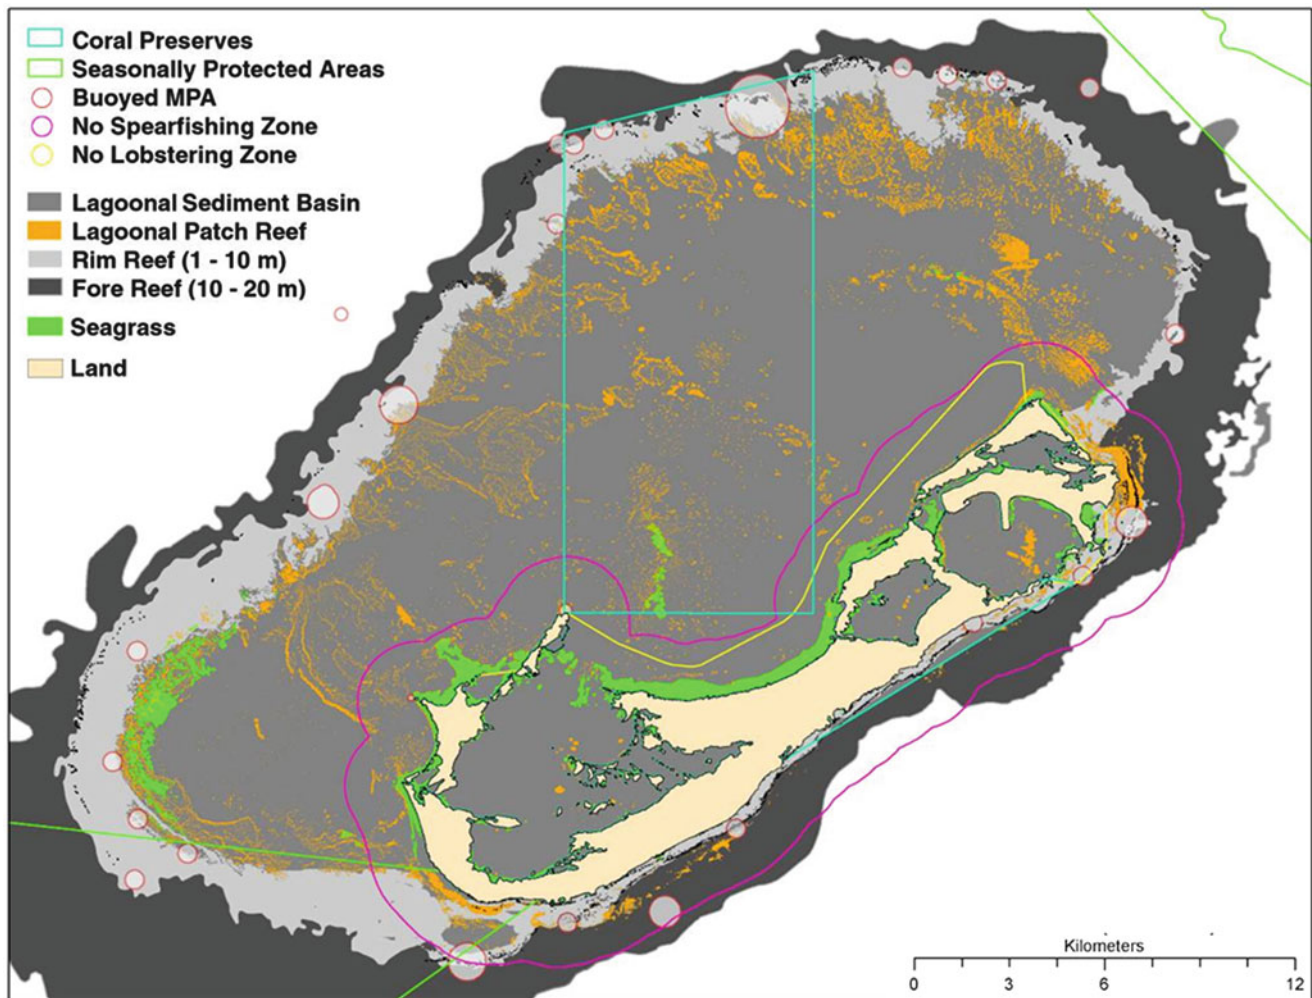 Coral Preserves
Seasonally Protected Areas
Buoyed MPA
No Spearfishing Zone
No Lobstering Zone
Lagoonal Sediment Basin
Lagoonal Patch Reef
Rim Reef (1 - 10 m)
Fore Reef (10 - 20 m)
Seagrass
Land
Kilometers
0 3 6 12